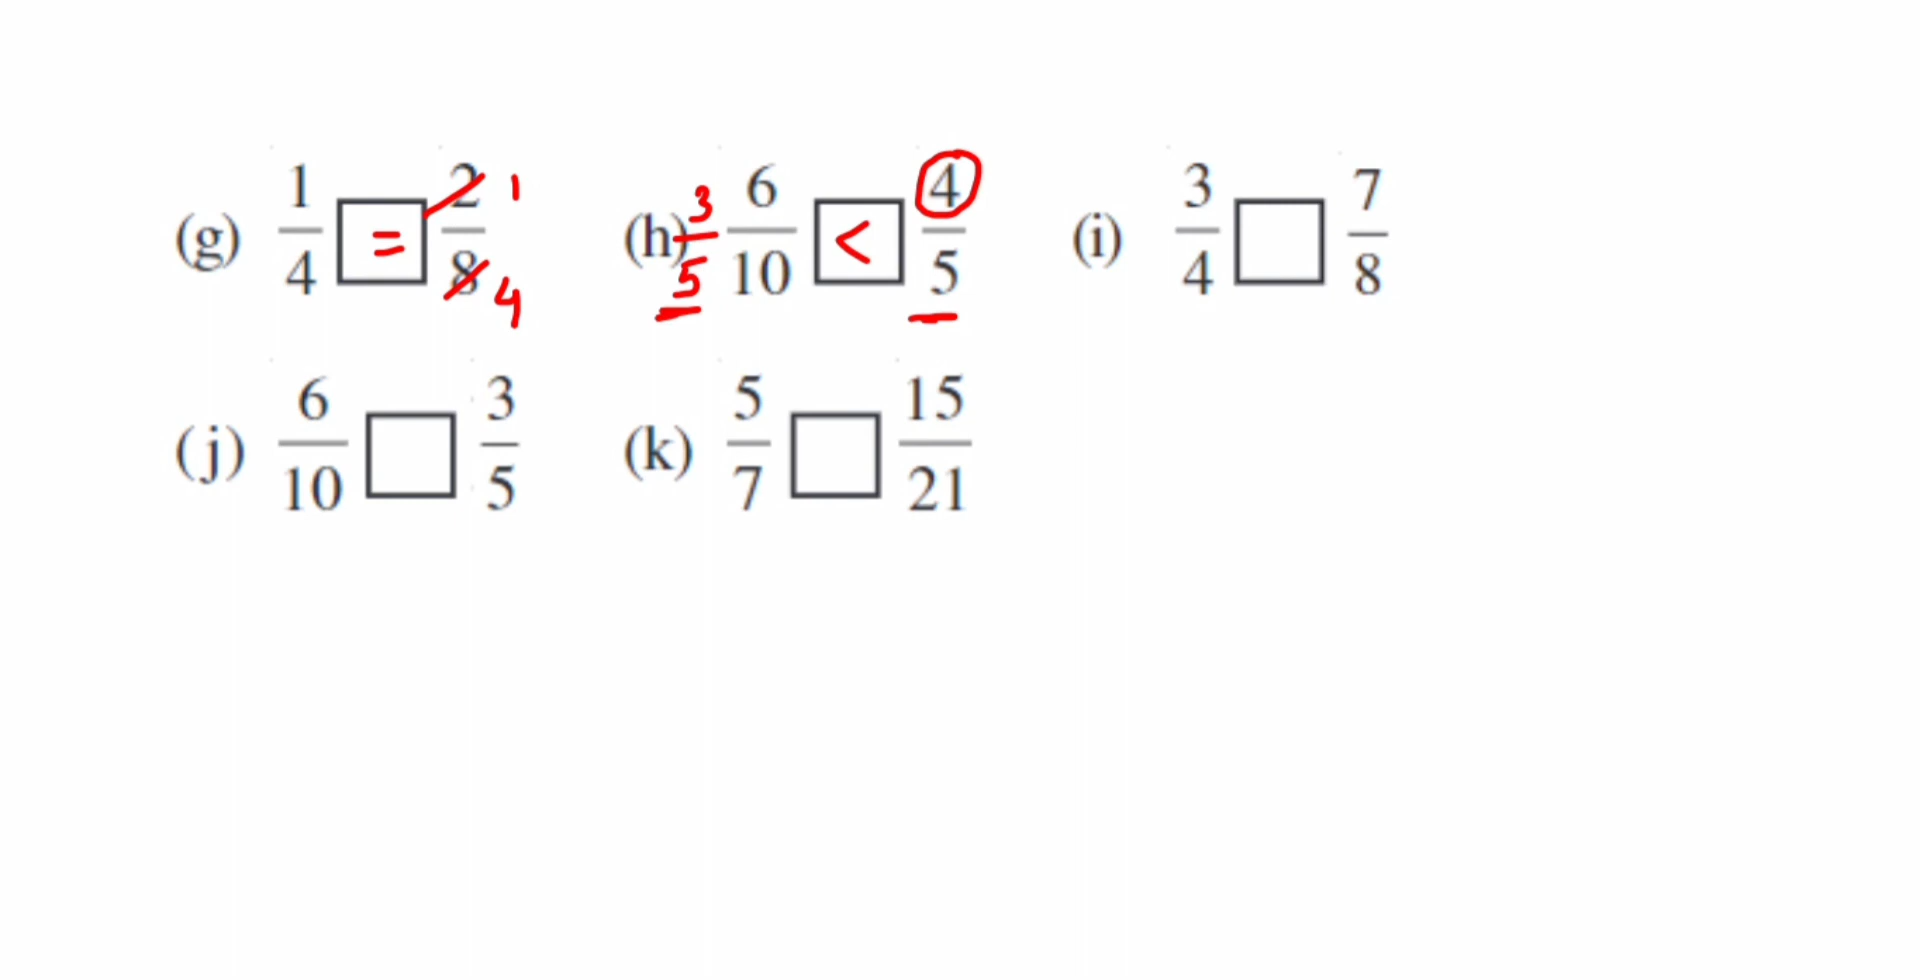 (g) 1/4 = 2/8 1 4 (h) 3/5 6/10 < 4/5 (i) 3/4 □ 7/8
(j) 6/10 □ 3/5 (k) 5/7 □ 15/21